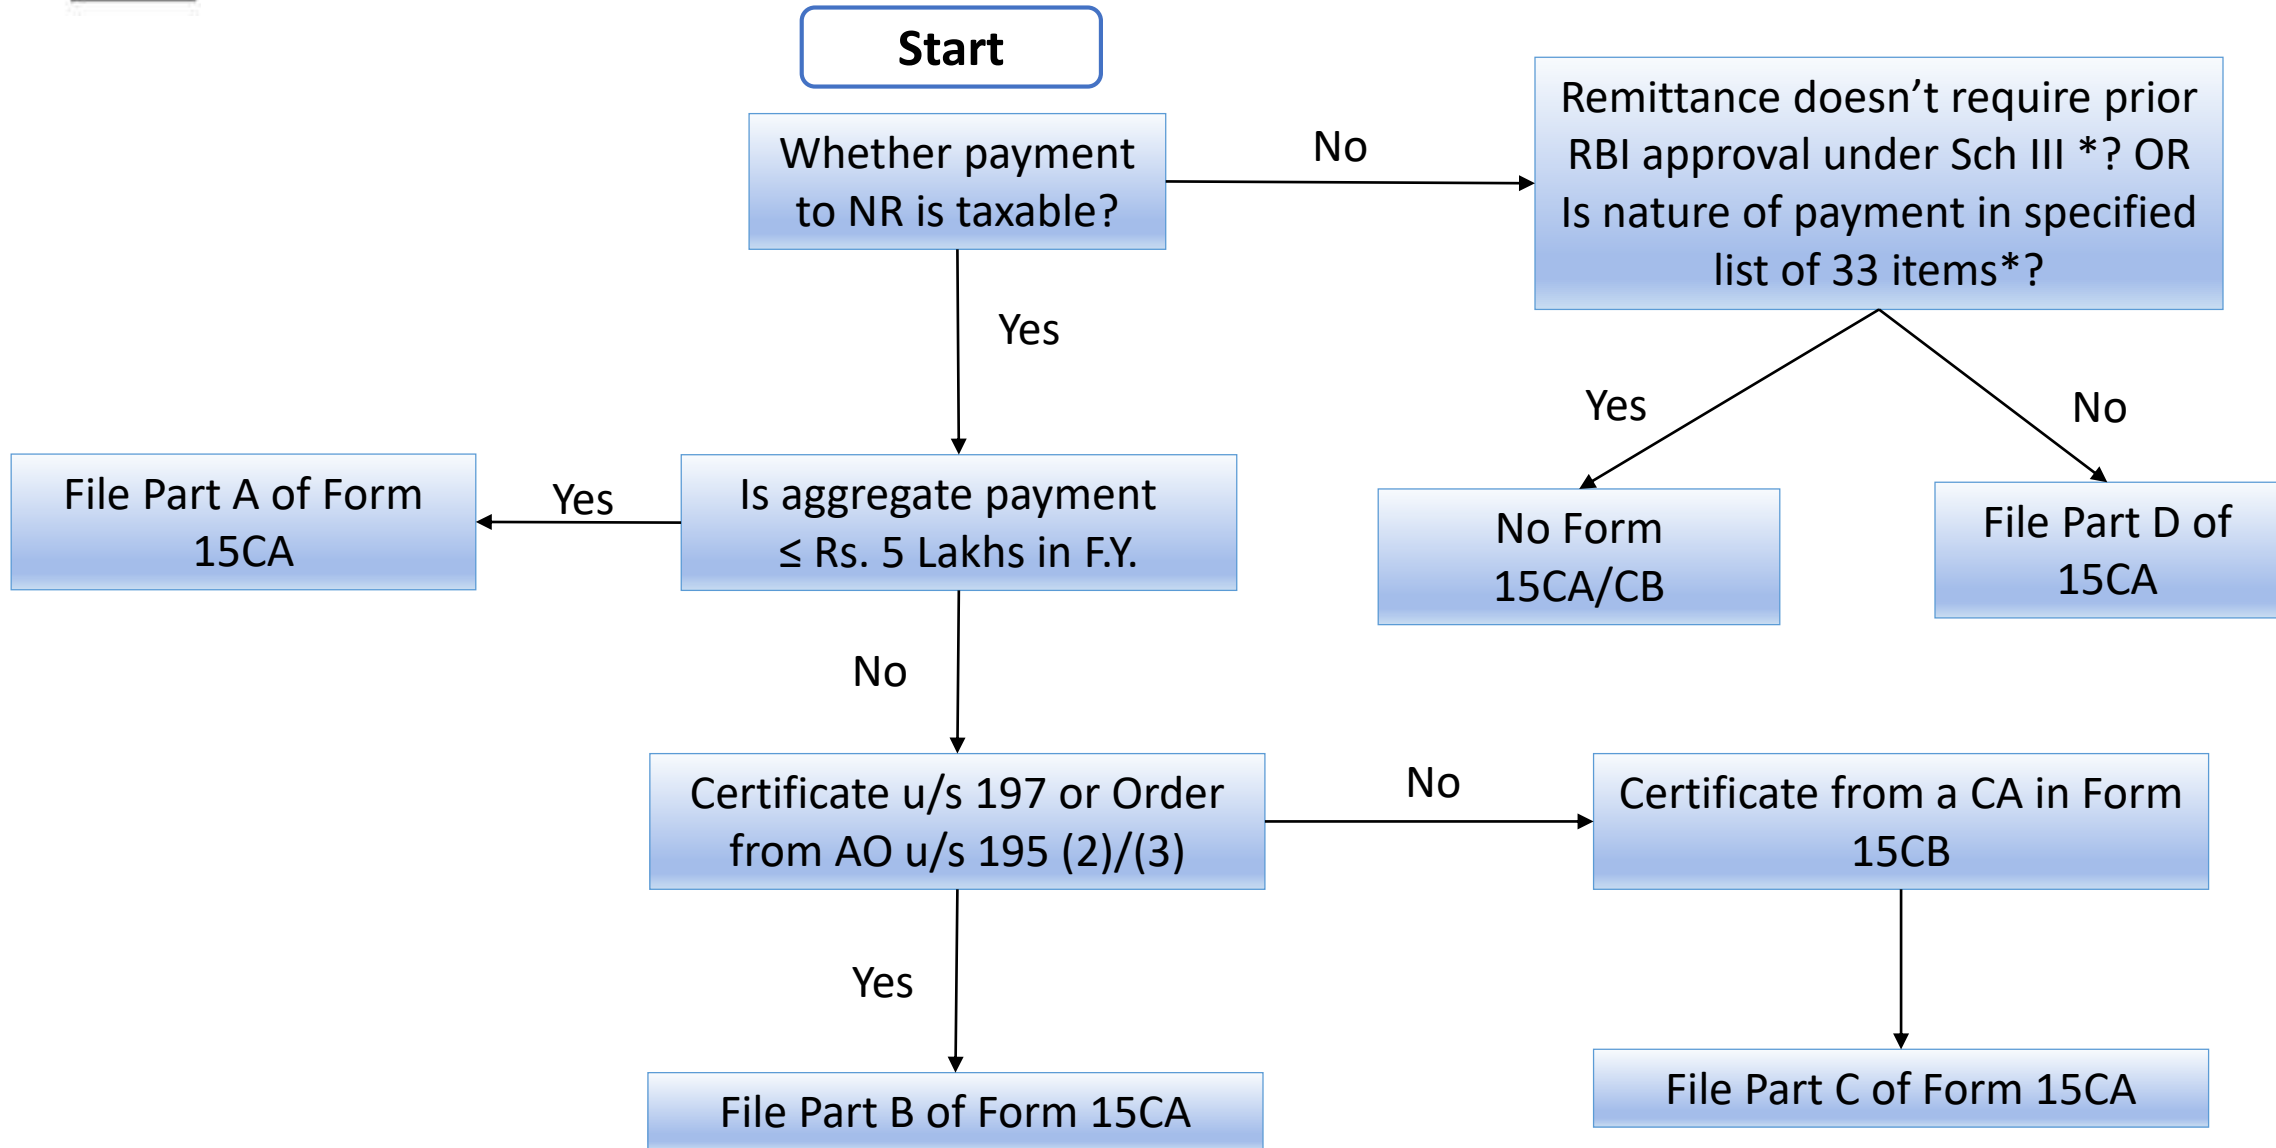 Start
Whether payment
to NR is taxable?
No
Remittance doesn’t require prior
RBI approval under Sch III *? OR
Is nature of payment in specified
list of 33 items*?
Yes
Yes
No
File Part A of Form
15CA
Yes
Is aggregate payment
≤ Rs. 5 Lakhs in F.Y.
No Form
15CA/CB
File Part D of
15CA
No
Certificate u/s 197 or Order
from AO u/s 195 (2)/(3)
No
Certificate from a CA in Form
15CB
Yes
File Part B of Form 15CA
File Part C of Form 15CA